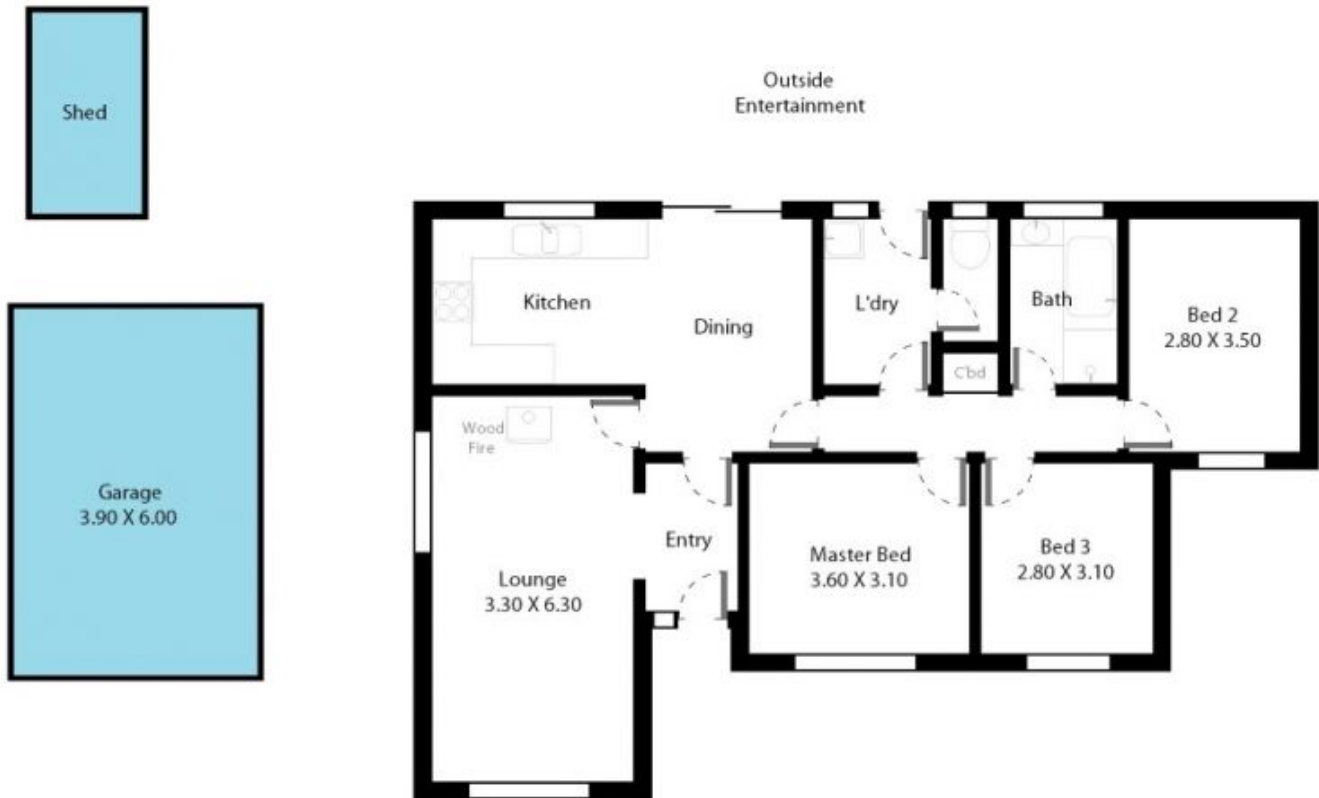 Shed
Outside
Entertainment
Kitchen
Dining
L'dry
Bath
Bed 2
2.80 X 3.50
C'bd
Wood
Fire
Garage
3.90 X 6.00
Entry
Lounge
3.30 X 6.30
Master Bed
3.60 X 3.10
Bed 3
2.80 X 3.10